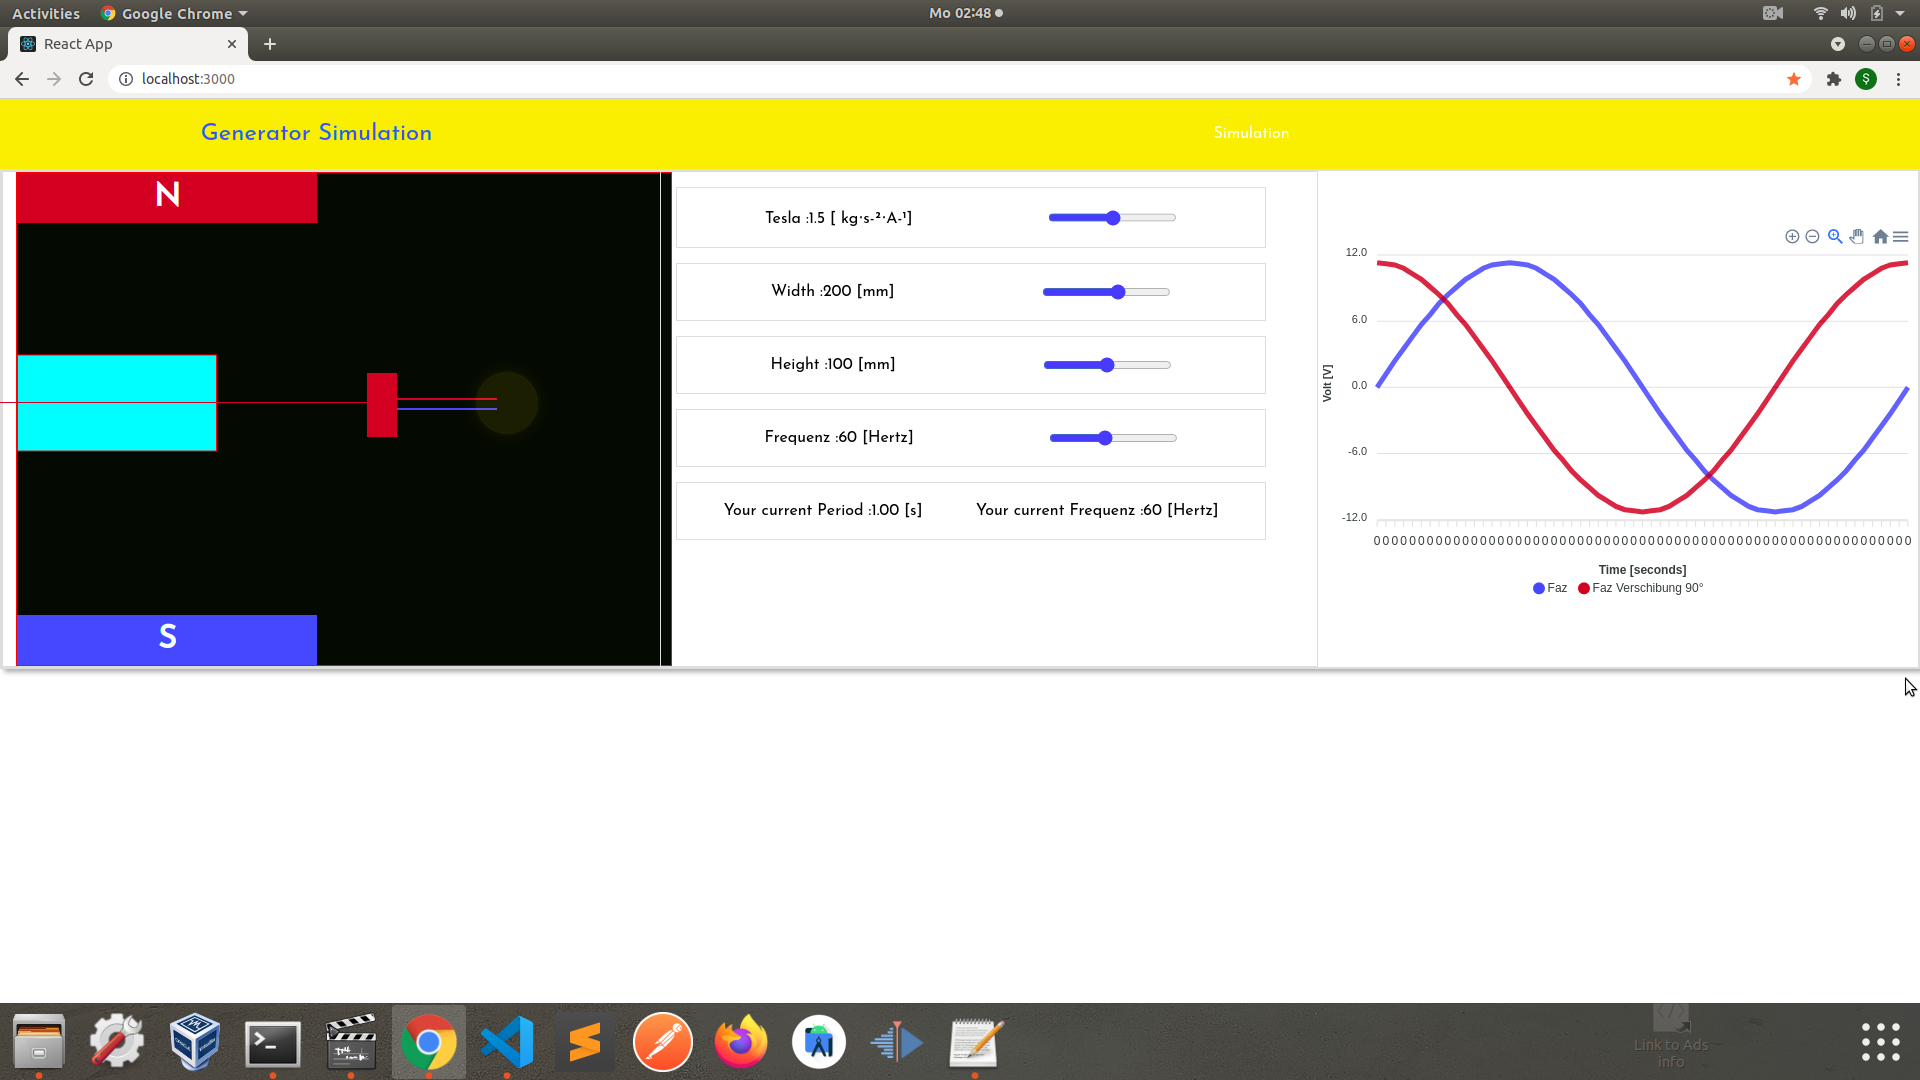 Activities Google Chrome Mo 02:48
React App
localhost:3000
$
Generator Simulation Simulation
N
S
Tesla :1.5 [ kg·s-²·A-¹]
Width :200 [mm]
Height :100 [mm]
Frequenz :60 [Hertz]
Your current Period :1.00 [s] Your current Frequenz :60 [Hertz]
12.0
6.0
0.0
-6.0
-12.0
Volt [V]
0000000000000000000000000000000000000000000000000000000000000
Time [seconds]
Faz Faz Verschibung 90°
Link to Ads
info